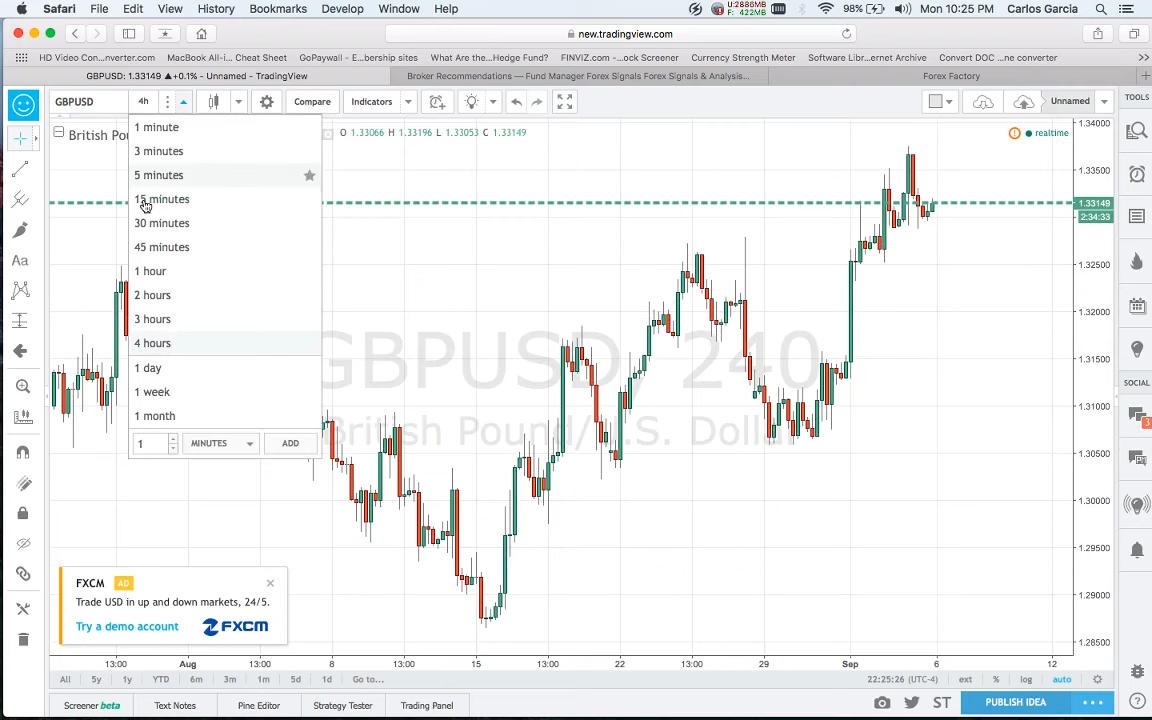 Safari File Edit View History Bookmarks Develop Window Help U:2886MB F: 422MB 98% Mon 10:25 PM Carlos Garcia
new.tradingview.com
HD Video Con...verter.com MacBook All-i... Cheat Sheet GoPaywall - E...bership sites What Are the...Hedge Fund? FINVIZ.com -...ock Screener Currency Strength Meter Software Libr...ernet Archive Convert DOC ...ne converter
GBPUSD: 1.33149 ▲+0.1% - Unnamed - TradingView Broker Recommendations — Fund Manager Forex Signals Forex Signals & Analysis... Forex Factory
GBPUSD 4h Compare Indicators Unnamed TOOLS
British Po O 1.33066 H 1.33196 L 1.33053 C 1.33149 realtime
1 minute
3 minutes
5 minutes
15 minutes
30 minutes
45 minutes
1 hour
2 hours
3 hours
4 hours
1 day
1 week
1 month
1 MINUTES ADD
GBPUSD, 240
British Pound/U.S. Dollar
1.34000
1.33500
1.33149
2:34:33
1.32500
1.32000
1.31500
1.31000
1.30500
1.30000
1.29500
1.29000
1.28500
SOCIAL
3
FXCM AD
Trade USD in up and down markets, 24/5.
Try a demo account FXCM
13:00 Aug 13:00 8 13:00 15 13:00 22 13:00 29 Sep 6 12
All 5y 1y YTD 6m 3m 1m 5d 1d Go to... 22:25:26 (UTC-4) ext % log auto
Screener beta Text Notes Pine Editor Strategy Tester Trading Panel ST PUBLISH IDEA
Aa